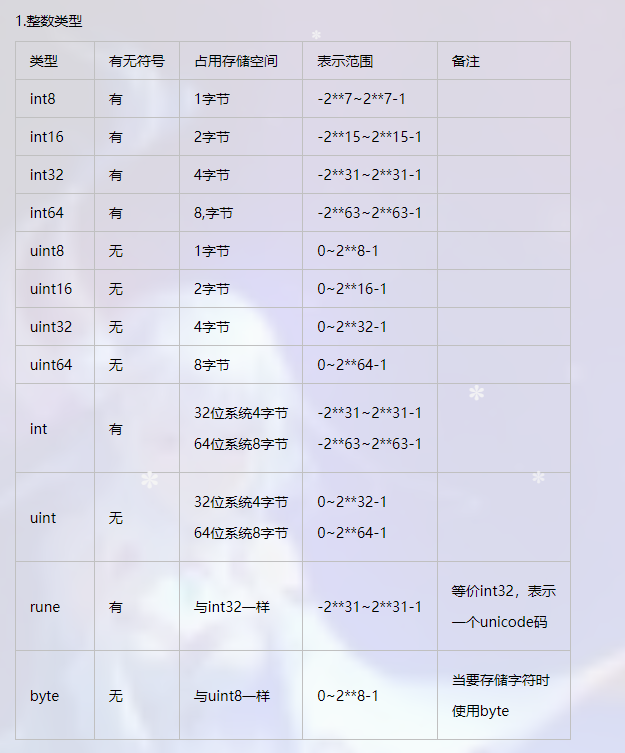 1.整数类型
类型 有无符号 占用存储空间 表示范围 备注
int8 有 1字节 -2**7~2**7-1
int16 有 2字节 -2**15~2**15-1
int32 有 4字节 -2**31~2**31-1
int64 有 8,字节 -2**63~2**63-1
uint8 无 1字节 0~2**8-1
uint16 无 2字节 0~2**16-1
uint32 无 4字节 0~2**32-1
uint64 无 8字节 0~2**64-1
int 有 32位系统4字节 -2**31~2**31-1
64位系统8字节 -2**63~2**63-1
uint 无 32位系统4字节 0~2**32-1
64位系统8字节 0~2**64-1
rune 有 与int32一样 -2**31~2**31-1 等价int32，表示
一个unicode码
byte 无 与uint8一样 0~2**8-1 当要存储字符时
使用byte